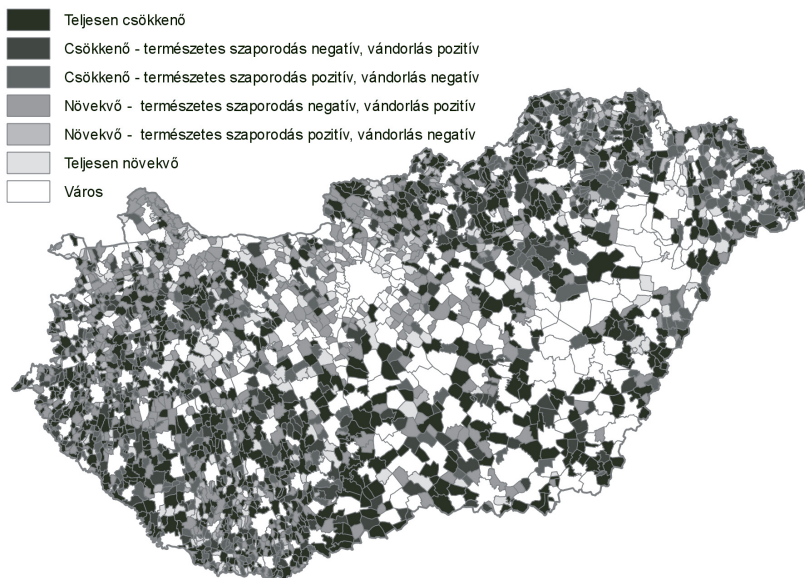 Teljesen csökkenő
Csökkenő - természetes szaporodás negatív, vándorlás pozitív
Csökkenő - természetes szaporodás pozitív, vándorlás negatív
Növekvő - természetes szaporodás negatív, vándorlás pozitív
Növekvő - természetes szaporodás pozitív, vándorlás negatív
Teljesen növekvő
Város